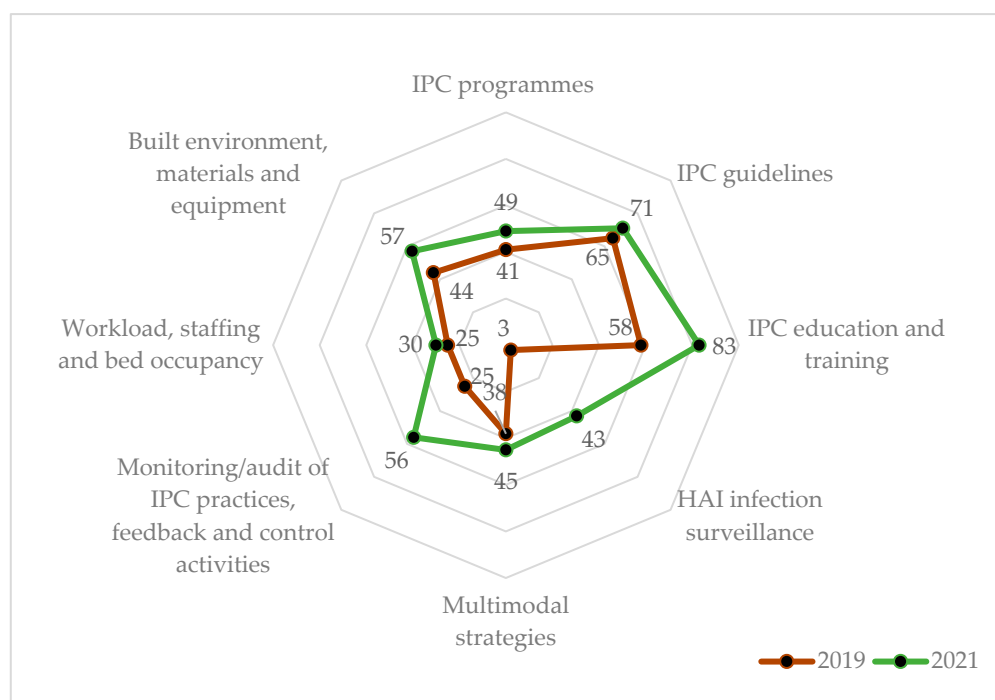 IPC programmes
Built environment,
materials and
equipment
IPC guidelines
49
71
57
41
65
44
3
58
Workload, staffing
and bed occupancy
30
25
IPC education and
training
83
25
38
43
56
45
Monitoring/audit of
IPC practices,
feedback and control
activities
HAI infection
surveillance
Multimodal
strategies
2019
2021